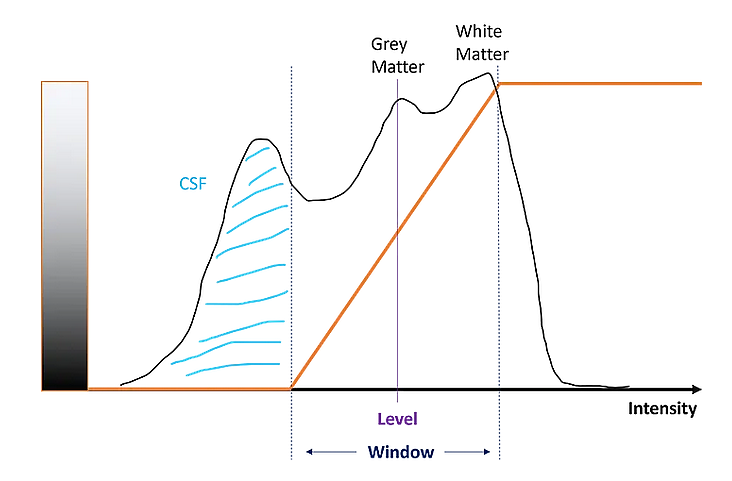 White
Matter
Grey
Matter
CSF
Intensity
Level
Window